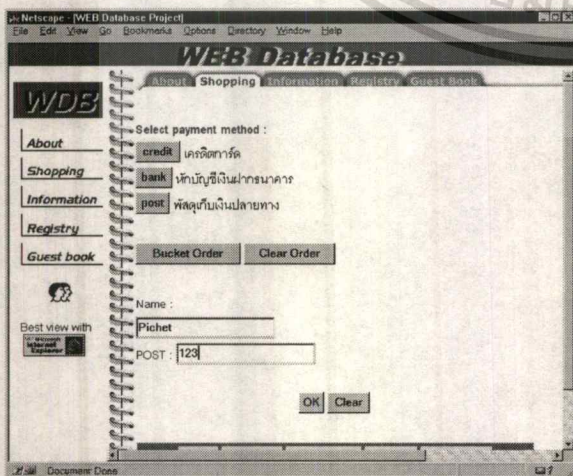 Netscape - [WEB Database Project]
File Edit View Go Bookmarks Options Directory Window Help
WEB Database
About Shopping Information Registry Guest Book
WDB
About
Shopping
Information
Registry
Guest book
Best view with
Microsoft
Internet
Explorer
Select payment method :
credit เครดิตการ์ด
bank หักบัญชีเงินฝากธนาคาร
post พัสดุเก็บเงินปลายทาง
Bucket Order Clear Order
Name :
Pichet
POST : 123
OK Clear
Document Done